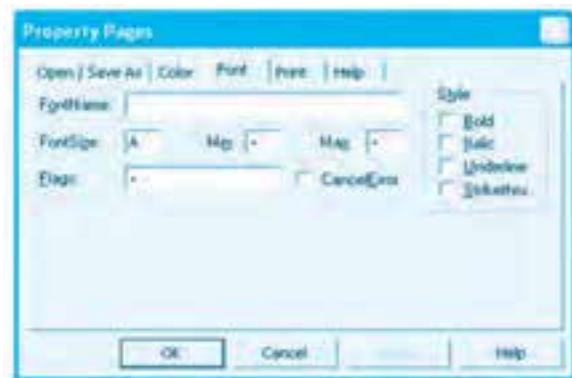 Property Pages
Open / Save As Color Font Print Help
FontName:
Style
Bold
FontSize: Min: Max:
Italic
Underline
Flags: CancelError
Strikethru
OK Cancel Help